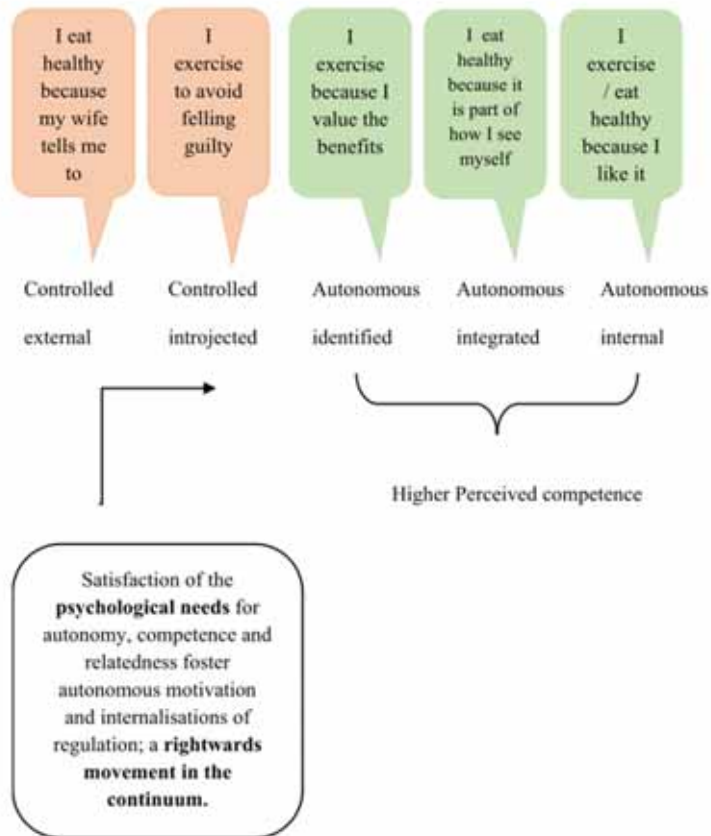 I eat
healthy
because
my wife
tells me
to
I
exercise
to avoid
felling
guilty
I
exercise
because I
value the
benefits
I eat
healthy
because it
is part of
how I see
myself
I
exercise
/ eat
healthy
because I
like it
Controlled
external
Controlled
introjected
Autonomous
identified
Autonomous
integrated
Autonomous
internal
Higher Perceived competence
Satisfaction of the
psychological needs for
autonomy, competence and
relatedness foster
autonomous motivation
and internalisations of
regulation; a rightwards
movement in the
continuum.